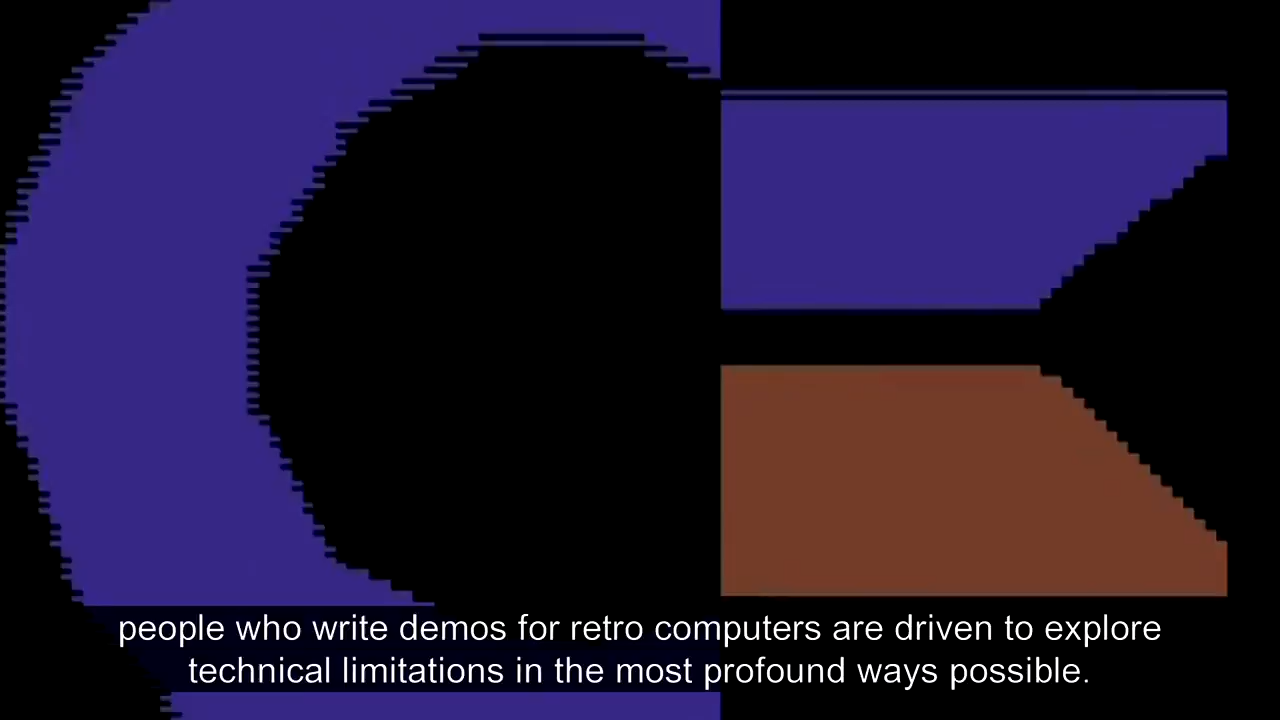 people who write demos for retro computers are driven to explore
technical limitations in the most profound ways possible.